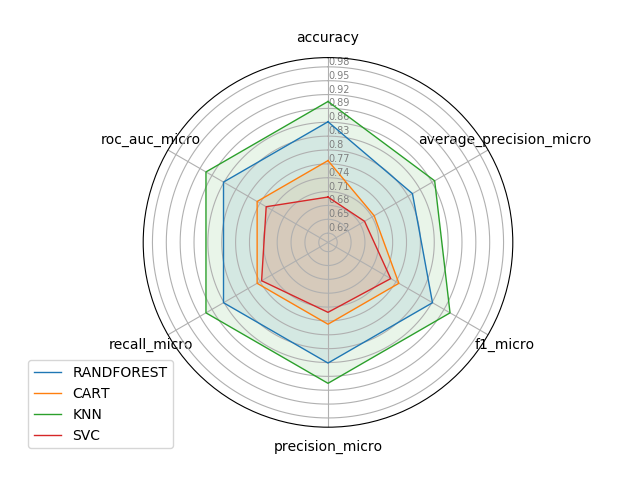 accuracy
0.98
0.95
0.92
0.89
0.86
0.83
0.8
0.77
0.74
0.71
0.68
0.65
0.62
roc_auc_micro
average_precision_micro
recall_micro
f1_micro
precision_micro
RANDFOREST
CART
KNN
SVC